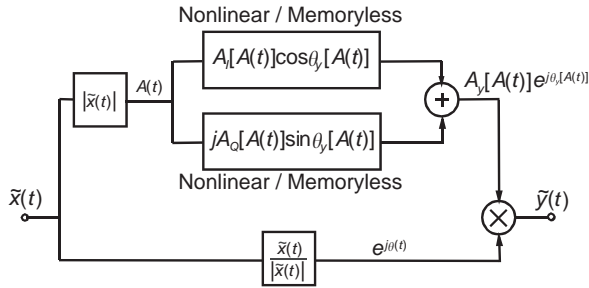 Nonlinear / Memoryless
A_I[A(t)]cosθ_y[A(t)]
A_y[A(t)]e^{jθ_y[A(t)]}
A(t)
|x̃(t)|
+
jA_Q[A(t)]sinθ_y[A(t)]
Nonlinear / Memoryless
x̃(t)
ỹ(t)
×
x̃(t)
|x̃(t)|
e^{jθ(t)}